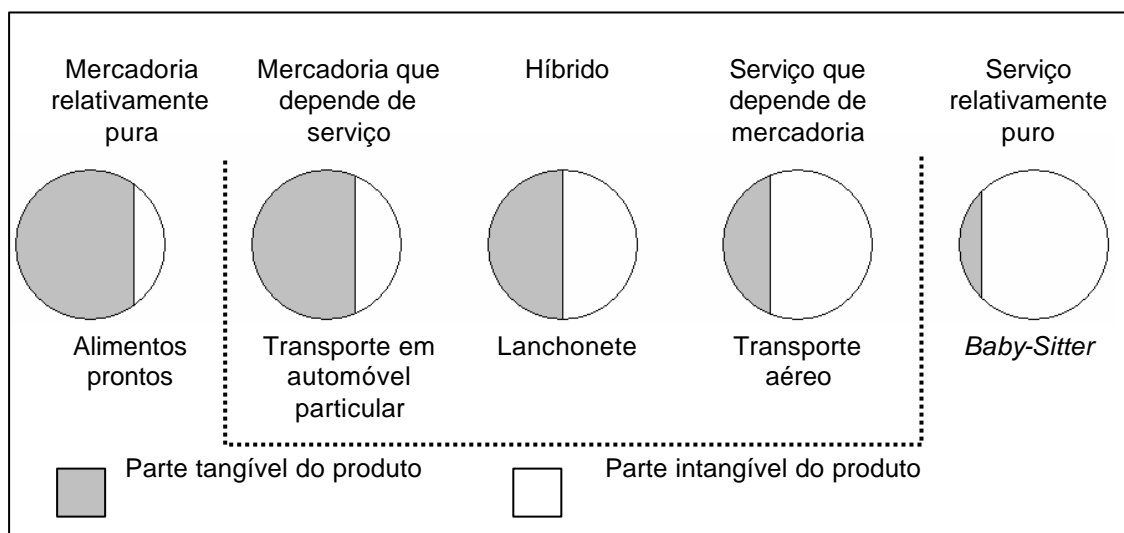 Mercadoria
relativamente
pura
Mercadoria que
depende de
serviço
Híbrido
Serviço que
depende de
mercadoria
Serviço
relativamente
puro
Alimentos
prontos
Transporte em
automóvel
particular
Lanchonete
Transporte
aéreo
Baby-Sitter
Parte tangível do produto
Parte intangível do produto